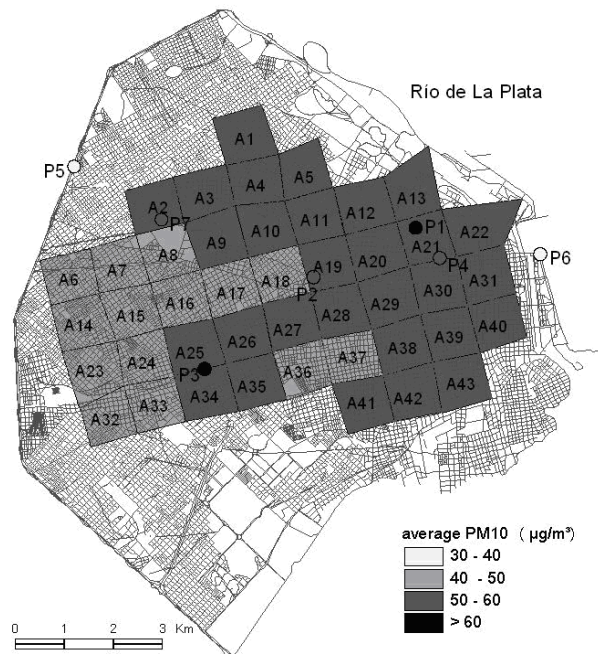 Río de La Plata
A1
P5
A2
A3
A4
A5
A13
P7
P1
A6
A7
A8
A9
A10
A11
A12
A21
A22
P4
P6
A14
A15
A16
A17
A18
A19
A20
P2
A31
A23
A24
A25
A26
A27
A28
A29
A30
P3
A32
A33
A34
A35
A36
A37
A38
A39
A40
A41
A42
A43
average PM10 ( µg/m³)
30 - 40
40 - 50
50 - 60
> 60
0 1 2 3 Km